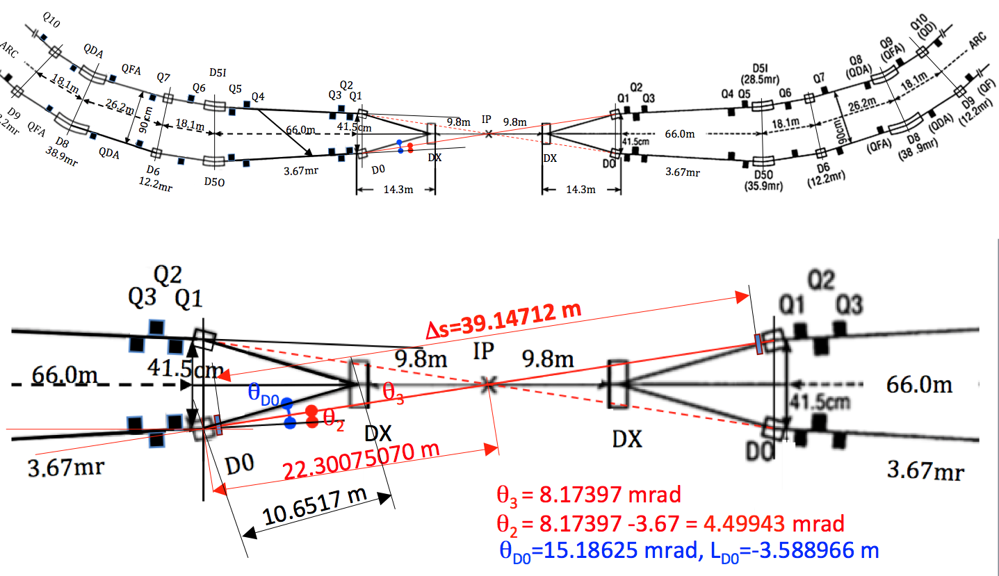 Q10
ARC
QDA
QFA
Q7
Q6
D5I
Q5
Q4
Q2
Q3
Q1
18.1m
26.2m
90cm
18.1m
66.0m
41.5cm
9.8m
IP
9.8m
D9
.2mr
QFA
D8
38.9mr
QDA
D6
12.2mr
D5O
3.67mr
D0
DX
14.3m
Q1
Q2
Q3
Q4
Q5
D5I
(28.5mr)
Q6
Q7
Q8
(QDA)
Q9
(QFA)
Q10
(QD)
ARC
66.0m
18.1m
26.2m
18.1m
90cm
41.5cm
DX
D0
14.3m
3.67mr
D5O
(35.9mr)
D6
(12.2mr)
(QFA)
D8
(38.9mr)
(QDA)
D9
(12.2mr)
(QF)
Q2
Q3
Q1
66.0m
41.5cm
Δs=39.14712 m
9.8m
IP
9.8m
Q2
Q1
Q3
66.0m
41.5cm
θD0
θ3
θ2
DX
DX
D0
D0
3.67mr
3.67mr
22.30075070 m
10.6517 m
θ3 = 8.17397 mrad
θ2 = 8.17397 -3.67 = 4.49943 mrad
θD0=15.18625 mrad, LD0=-3.588966 m